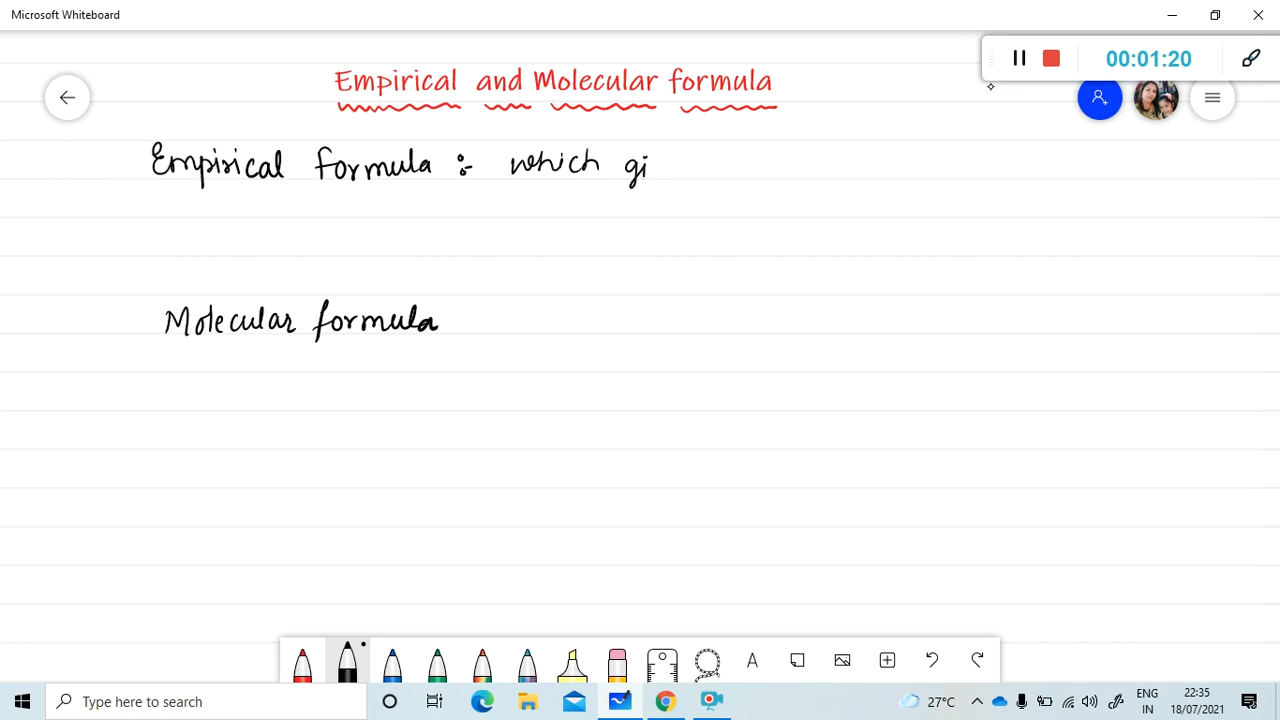 Microsoft Whiteboard
00:01:20
Empirical and Molecular formula
Empirical formula :- which gi
Molecular formula
A
Type here to search
27°C
ENG
IN
22:35
18/07/2021